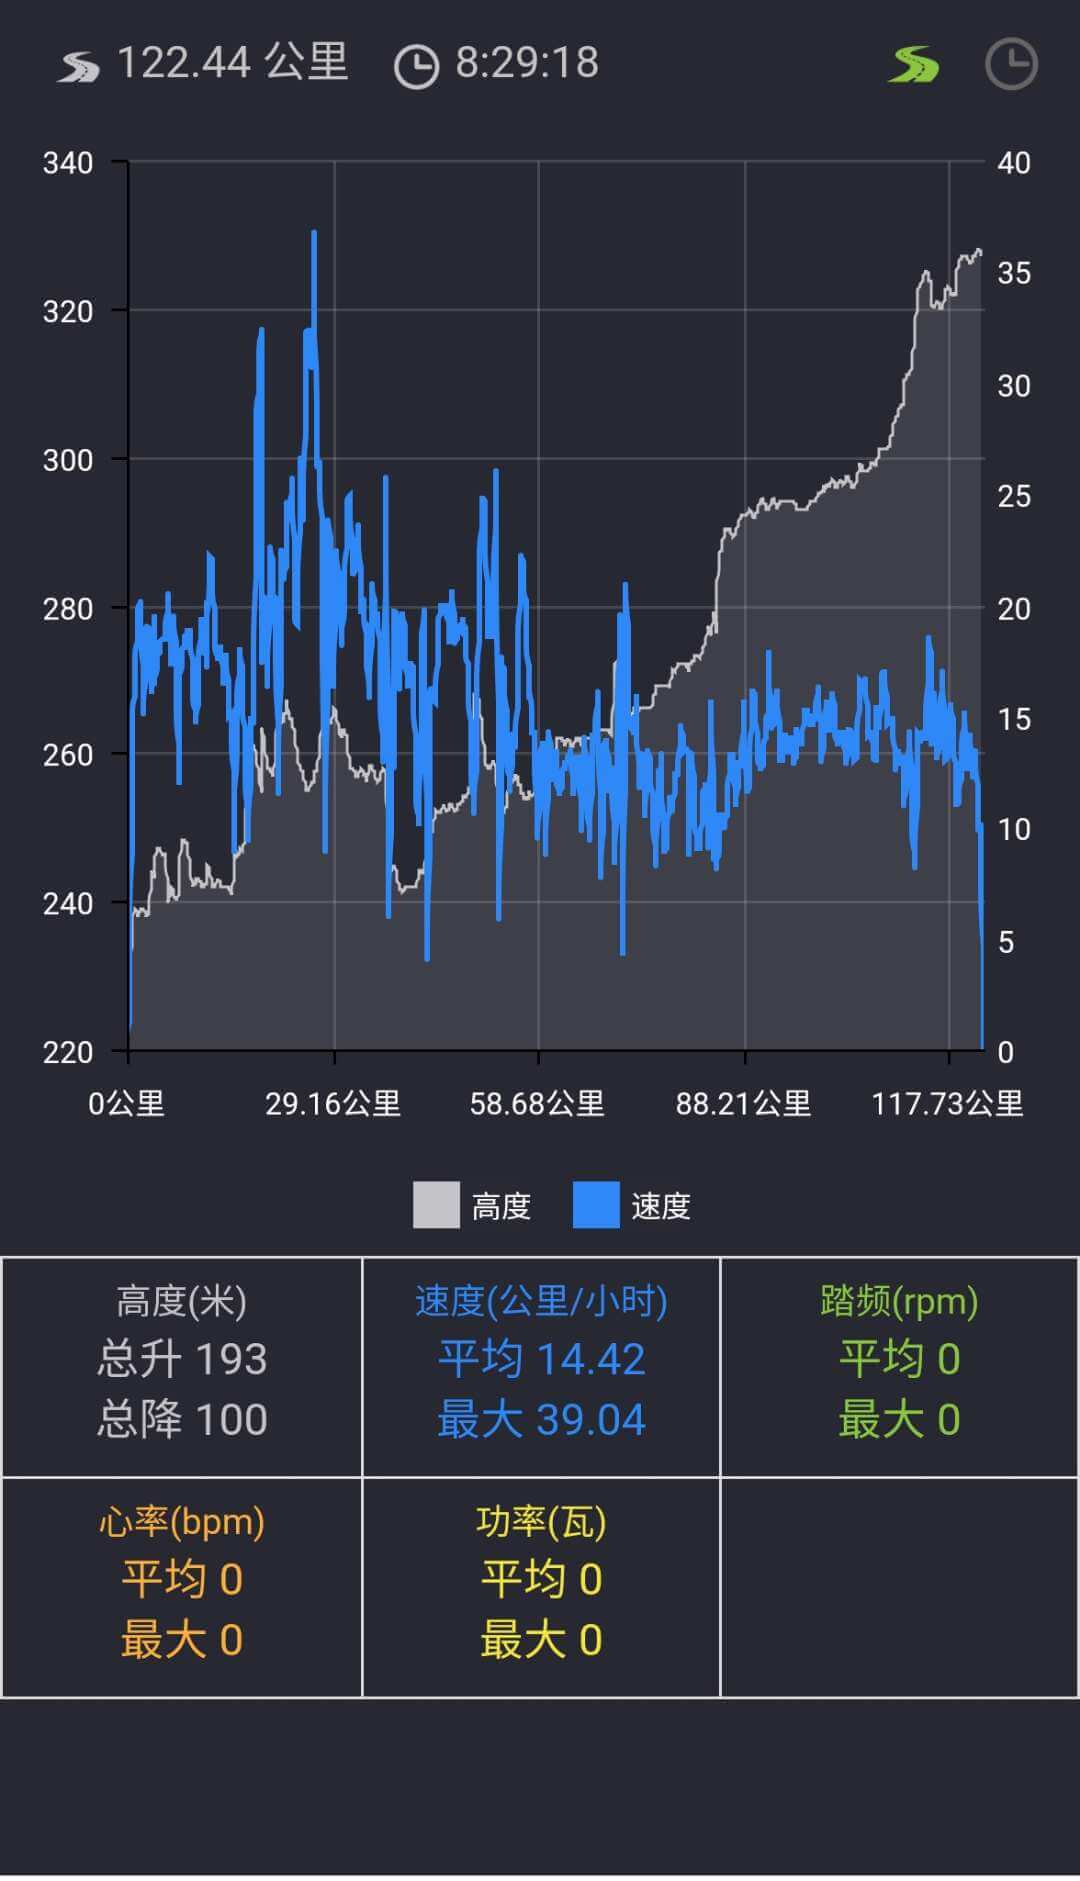 122.44 公里 8:29:18
340 40
35
320
30
300
25
280 20
15
260
10
240
5
220 0
0公里 29.16公里 58.68公里 88.21公里 117.73公里
高度 速度
高度(米) 速度(公里/小时) 踏频(rpm)
总升 193 平均 14.42 平均 0
总降 100 最大 39.04 最大 0
心率(bpm) 功率(瓦)
平均 0 平均 0
最大 0 最大 0